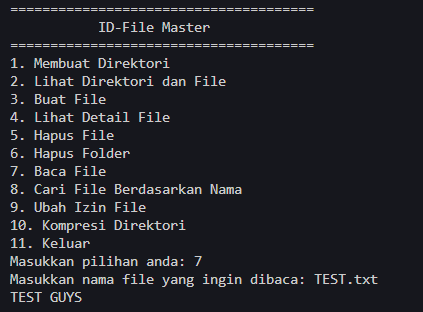 ======================================
ID-File Master
======================================
1. Membuat Direktori
2. Lihat Direktori dan File
3. Buat File
4. Lihat Detail File
5. Hapus File
6. Hapus Folder
7. Baca File
8. Cari File Berdasarkan Nama
9. Ubah Izin File
10. Kompresi Direktori
11. Keluar
Masukkan pilihan anda: 7
Masukkan nama file yang ingin dibaca: TEST.txt
TEST GUYS